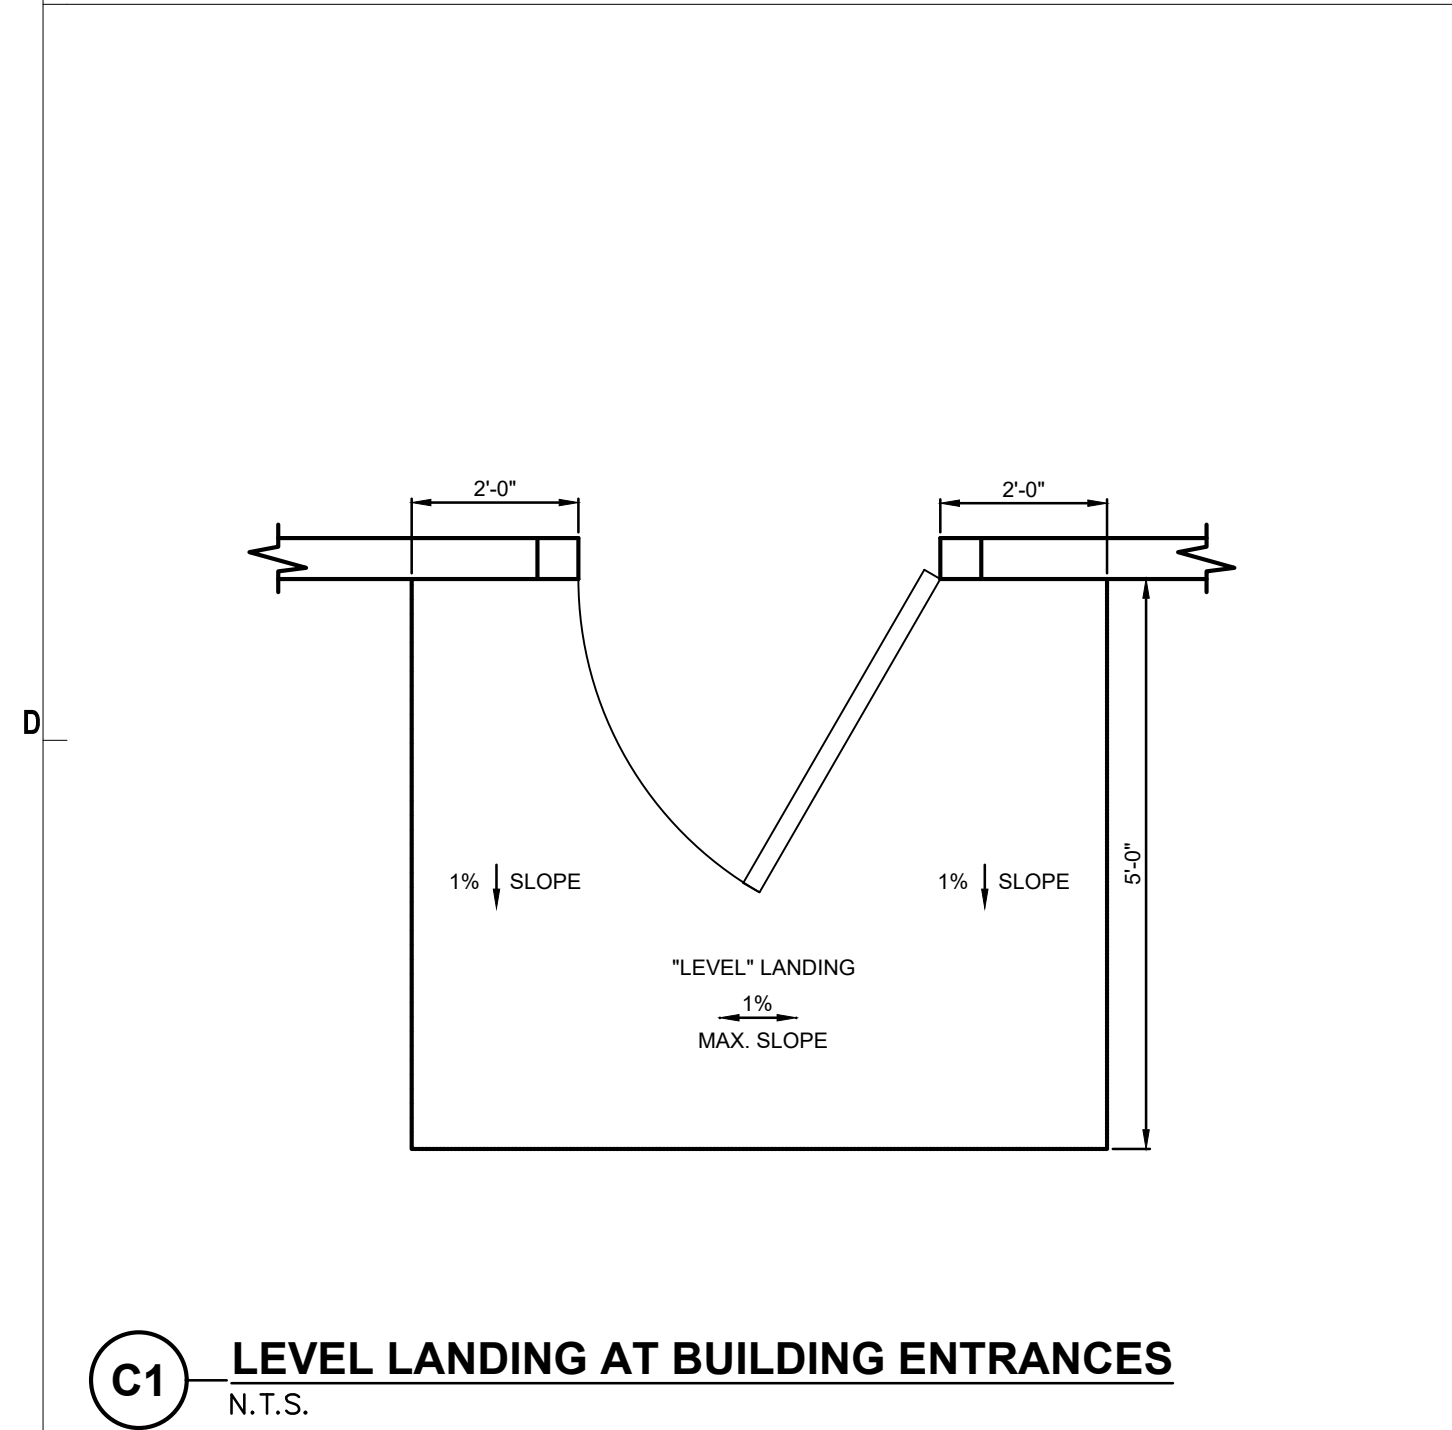 2'-0"
2'-0"
D
5'-0"
1% SLOPE
1% SLOPE
"LEVEL" LANDING
1%
MAX. SLOPE
C1
LEVEL LANDING AT BUILDING ENTRANCES
N.T.S.